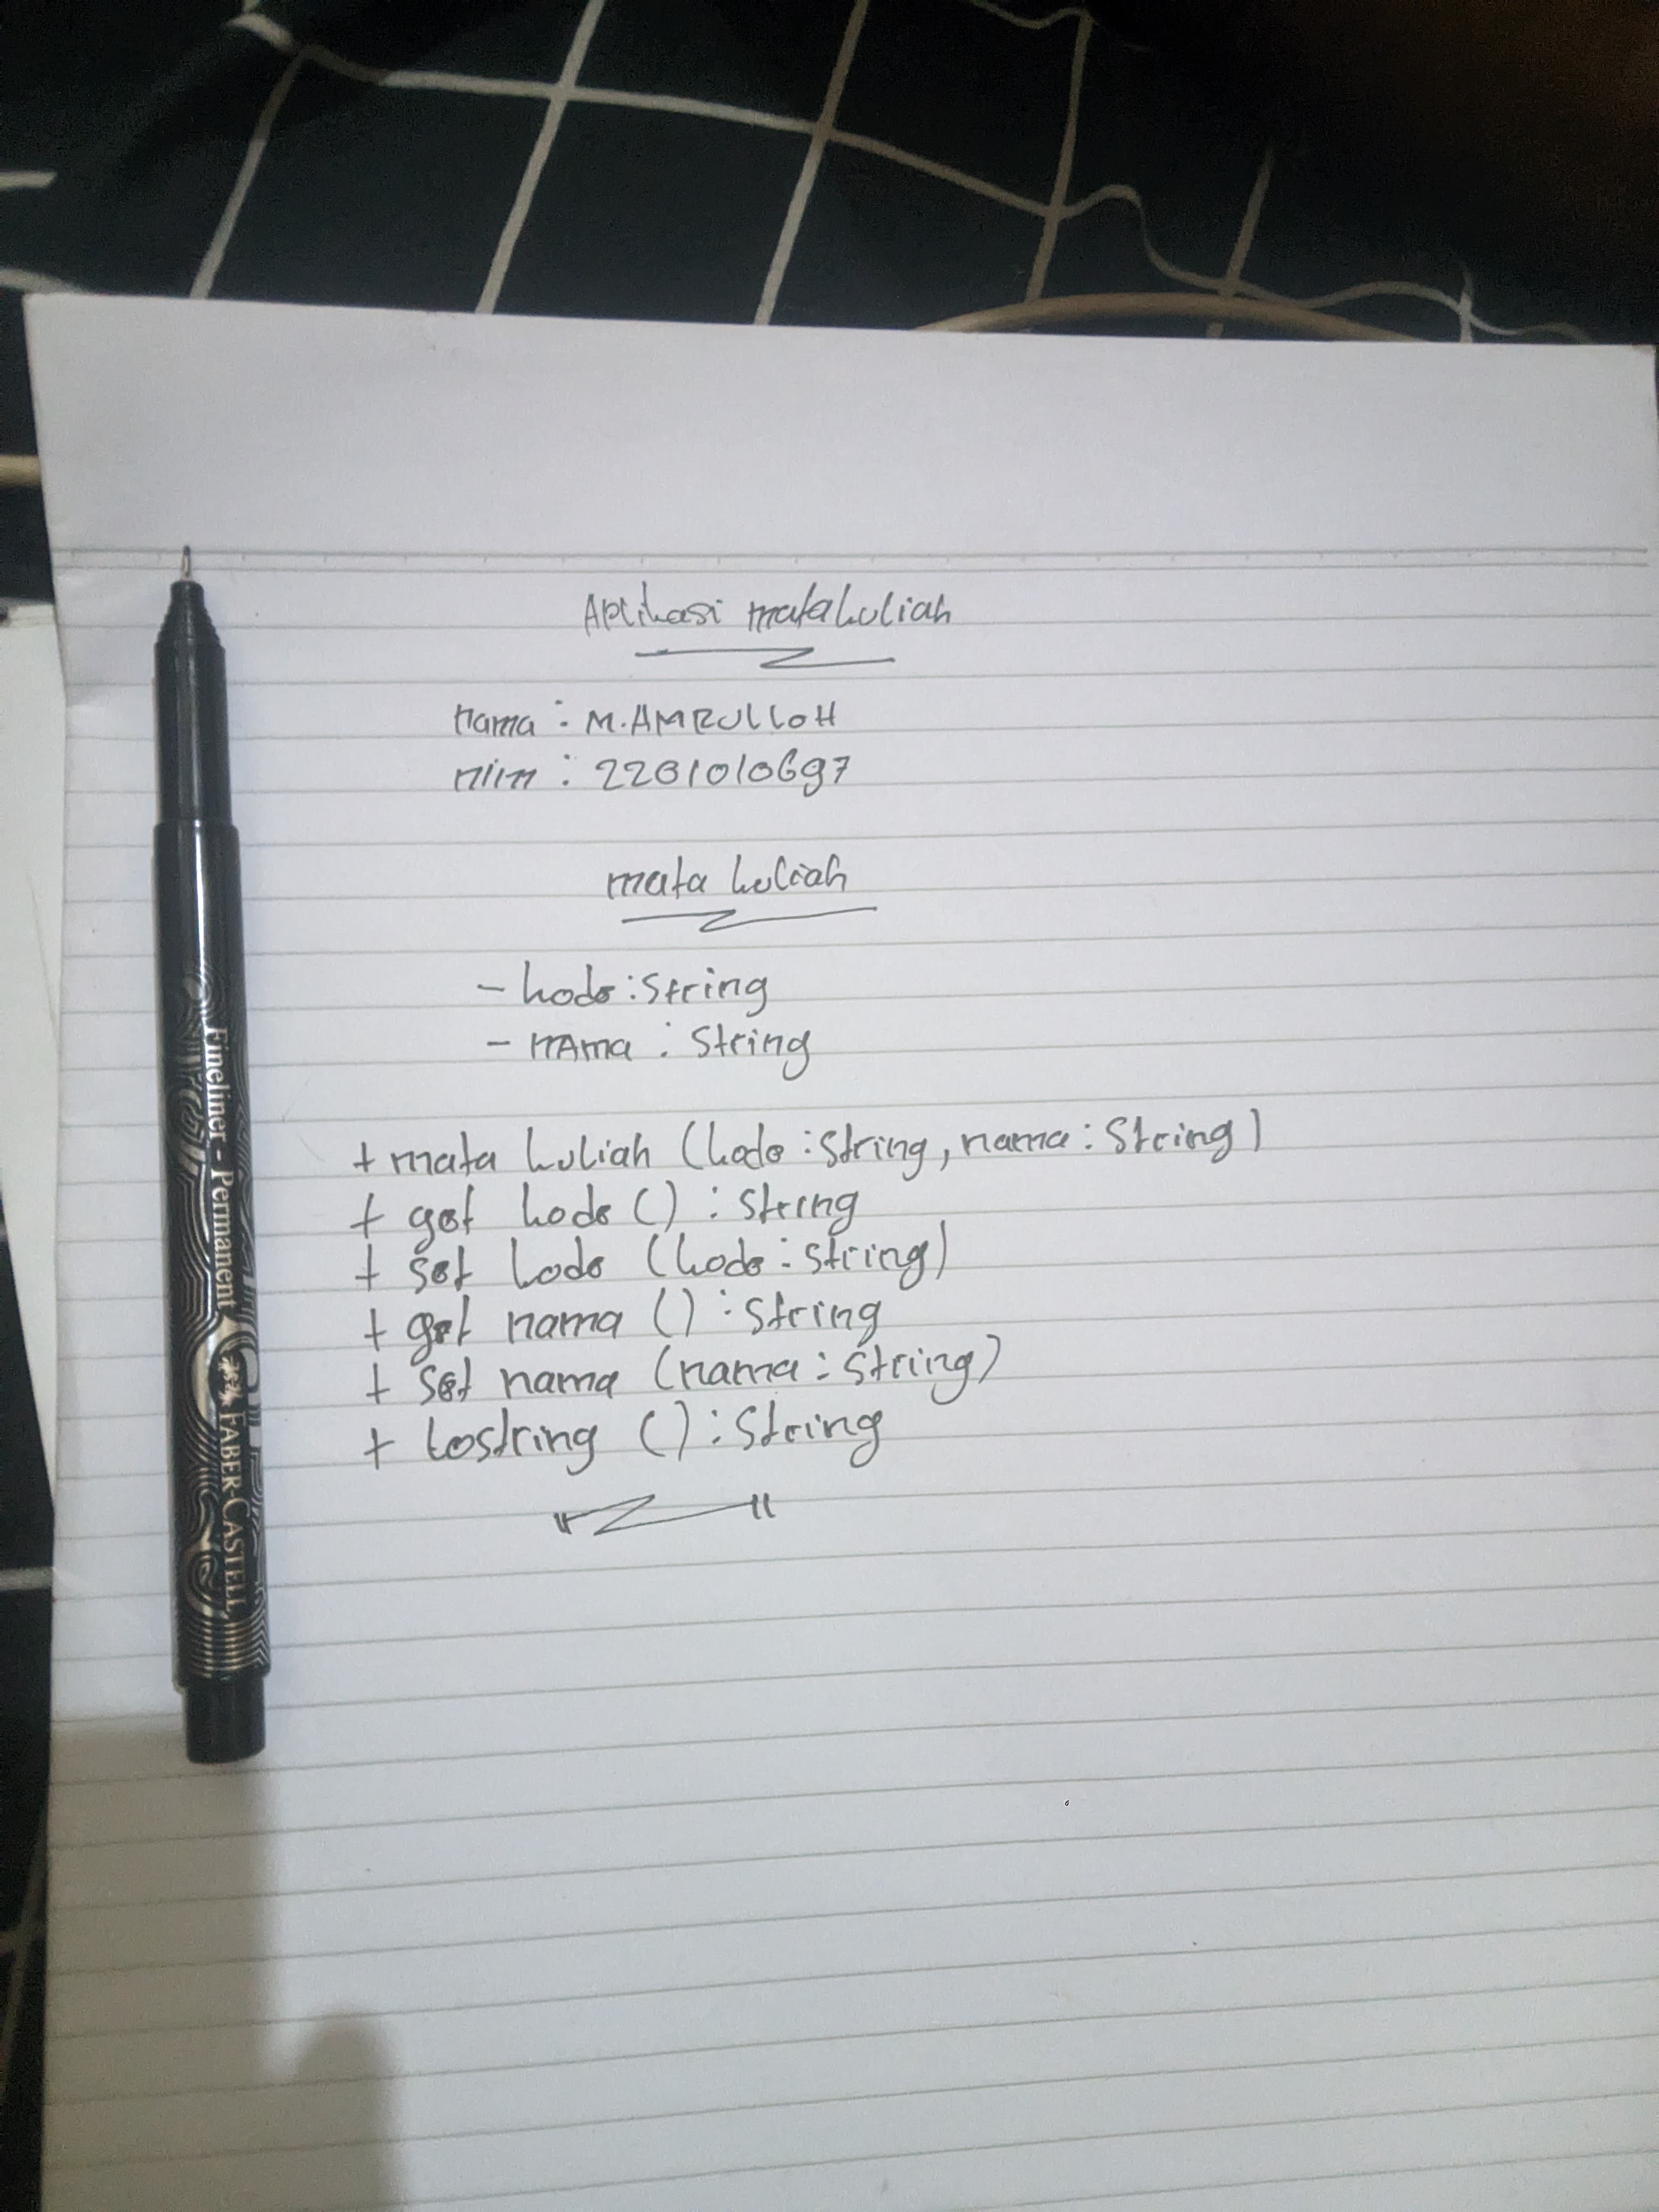 Aplikasi matakuliah
nama : M.AMRULLOH
nim : 2201010697
mata kuliah
- kode : String
- nama : String
+ mata kuliah (kode : String, nama : String)
+ get kode () : String
+ set kode (kode : String)
+ get nama () : String
+ set nama (nama : String)
+ tostring () : String
Fineliner - Permanent
FABER-CASTELL